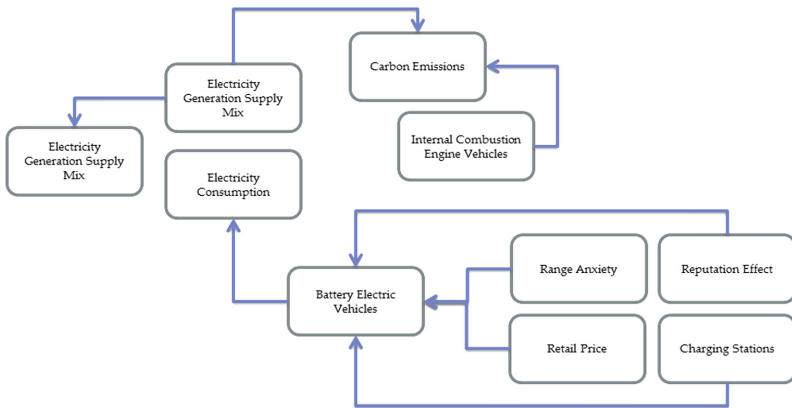 Carbon Emissions
Electricity
Generation Supply
Mix
Electricity
Generation Supply
Mix
Internal Combustion
Engine Vehicles
Electricity
Consumption
Battery Electric
Vehicles
Range Anxiety
Reputation Effect
Retail Price
Charging Stations